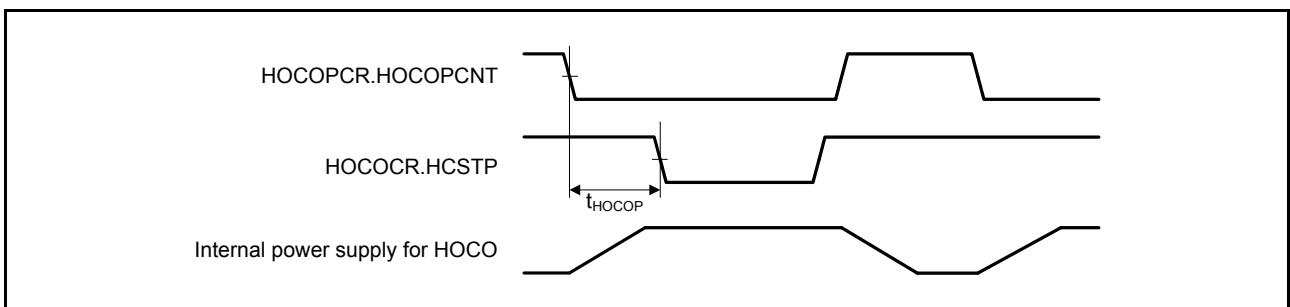 HOCOPCR.HOCOPCNT
HOCOCR.HCSTP
tHOCOP
Internal power supply for HOCO